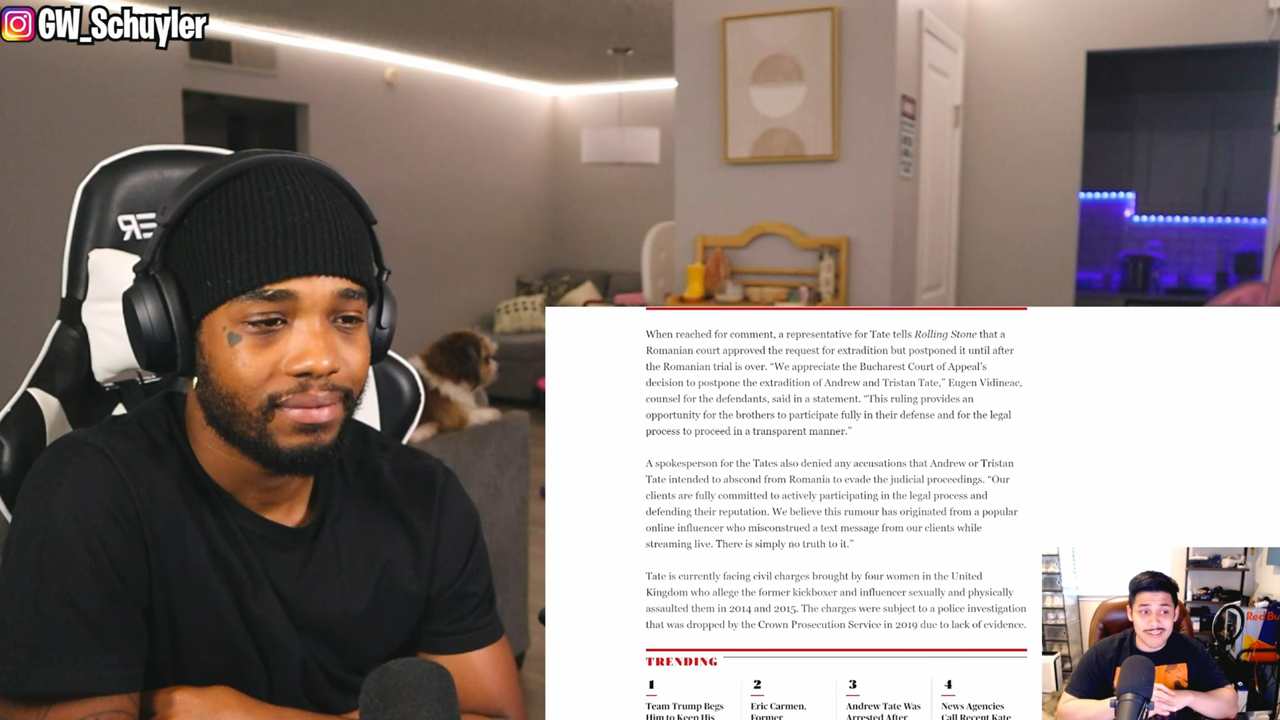 GW_Schuyler
When reached for comment, a representative for Tate tells Rolling Stone that a
Romanian court approved the request for extradition but postponed it until after
the Romanian trial is over. “We appreciate the Bucharest Court of Appeal’s
decision to postpone the extradition of Andrew and Tristan Tate,” Eugen Vidineac,
counsel for the defendants, said in a statement. “This ruling provides an
opportunity for the brothers to participate fully in their defense and for the legal
process to proceed in a transparent manner.”
A spokesperson for the Tates also denied any accusations that Andrew or Tristan
Tate intended to abscond from Romania to evade the judicial proceedings. “Our
clients are fully committed to actively participating in the legal process and
defending their reputation. We believe this rumour has originated from a popular
online influencer who misconstrued a text message from our clients while
streaming live. There is simply no truth to it.”
Tate is currently facing civil charges brought by four women in the United
Kingdom who allege the former kickboxer and influencer sexually and physically
assaulted them in 2014 and 2015. The charges were subject to a police investigation
that was dropped by the Crown Prosecution Service in 2019 due to lack of evidence.
TRENDING
1 2 3 4
Team Trump Begs Eric Carmen, Andrew Tate Was News Agencies
Him to Keep His Former Arrested After Call Recent Kate